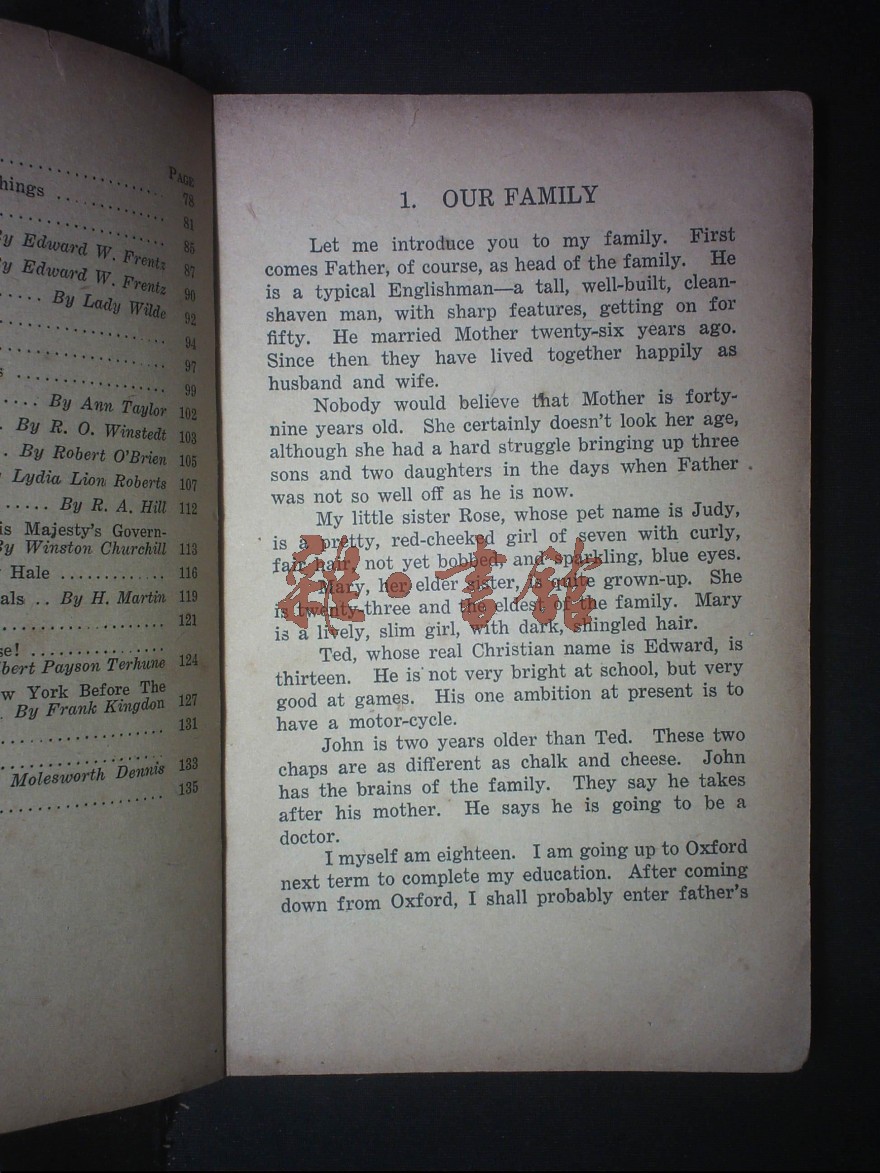 PAGE
hings .............. 78
81
85
By Edward W. Frentz 87
By Edward W. Frentz 90
..... By Lady Wilde 92
94
97
s .................. 99
.... By Ann Taylor 102
. By R. O. Winstedt 103
.. By Robert O'Brien 105
Lydia Lion Roberts 107
..... By R. A. Hill 112
is Majesty's Govern-
By Winston Churchill 113
Hale ............ 116
als .. By H. Martin 119
121
se! ...............
bert Payson Terhune 124
w York Before The
. By Frank Kingdon 127
131
Molesworth Dennis 133
135
1. OUR FAMILY
Let me introduce you to my family. First
comes Father, of course, as head of the family. He
is a typical Englishman—a tall, well-built, clean-
shaven man, with sharp features, getting on for
fifty. He married Mother twenty-six years ago.
Since then they have lived together happily as
husband and wife.
Nobody would believe that Mother is forty-
nine years old. She certainly doesn't look her age,
although she had a hard struggle bringing up three
sons and two daughters in the days when Father
was not so well off as he is now.
My little sister Rose, whose pet name is Judy,
is a pretty, red-cheeked girl of seven with curly,
fair hair, not yet bobbed, and sparkling, blue eyes.
Mary, her elder sister, is quite grown-up. She
is twenty-three and the eldest of the family. Mary
is a lively, slim girl, with dark, shingled hair.
Ted, whose real Christian name is Edward, is
thirteen. He is not very bright at school, but very
good at games. His one ambition at present is to
have a motor-cycle.
John is two years older than Ted. These two
chaps are as different as chalk and cheese. John
has the brains of the family. They say he takes
after his mother. He says he is going to be a
doctor.
I myself am eighteen. I am going up to Oxford
next term to complete my education. After coming
down from Oxford, I shall probably enter father's
雜·書館